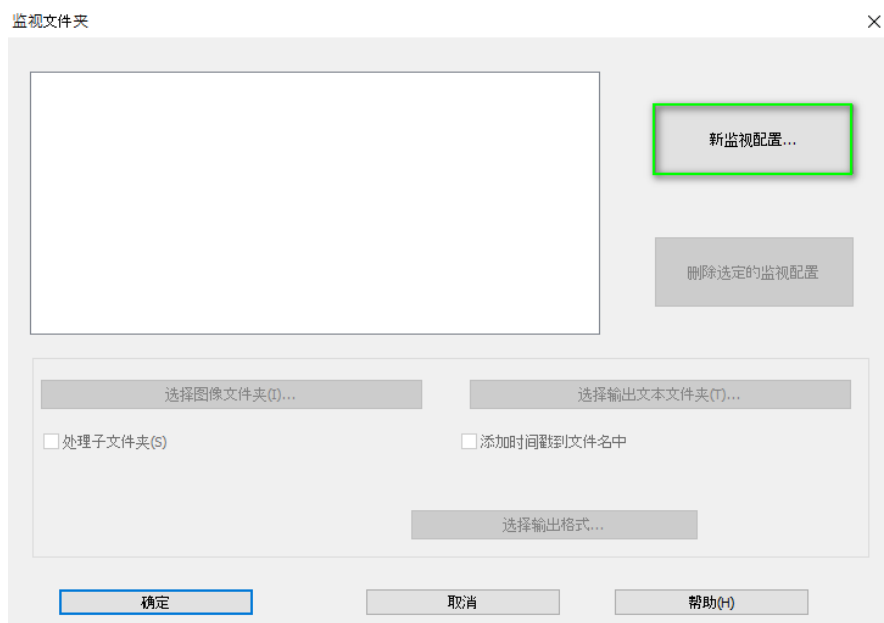 监视文件夹
新监视配置...
删除选定的监视配置
选择图像文件夹(I)...
选择输出文本文件夹(T)...
处理子文件夹(S)
添加时间戳到文件名中
选择输出格式...
确定
取消
帮助(H)